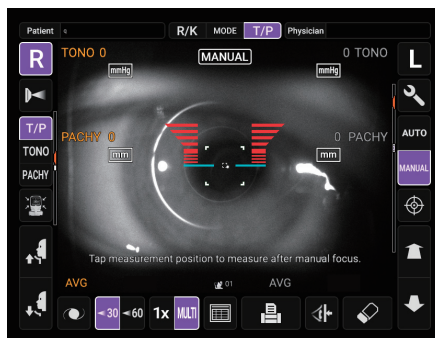 Patient
R/K MODE T/P Physician
R
TONO 0
MANUAL
0 TONO
L
mmHg
mmHg
T/P
TONO
PACHY
PACHY 0
mm
0 PACHY
mm
AUTO
MANUAL
Tap measurement position to measure after manual focus.
AVG
01
AVG
<30 <60 1x MULTI